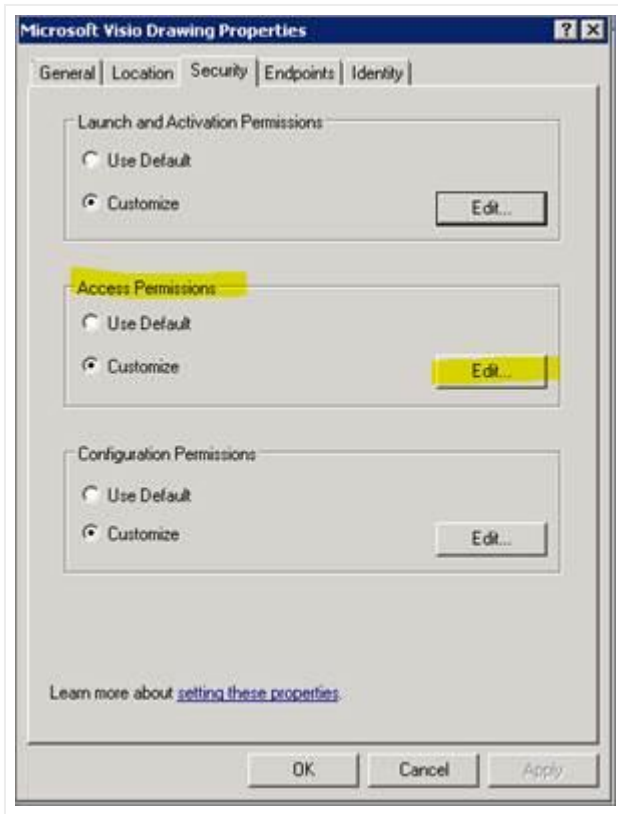 Microsoft Visio Drawing Properties
General Location Security Endpoints Identity
Launch and Activation Permissions
Use Default
Customize
Edit...
Access Permissions
Use Default
Customize
Edit...
Configuration Permissions
Use Default
Customize
Edit...
Learn more about setting these properties.
OK Cancel Apply